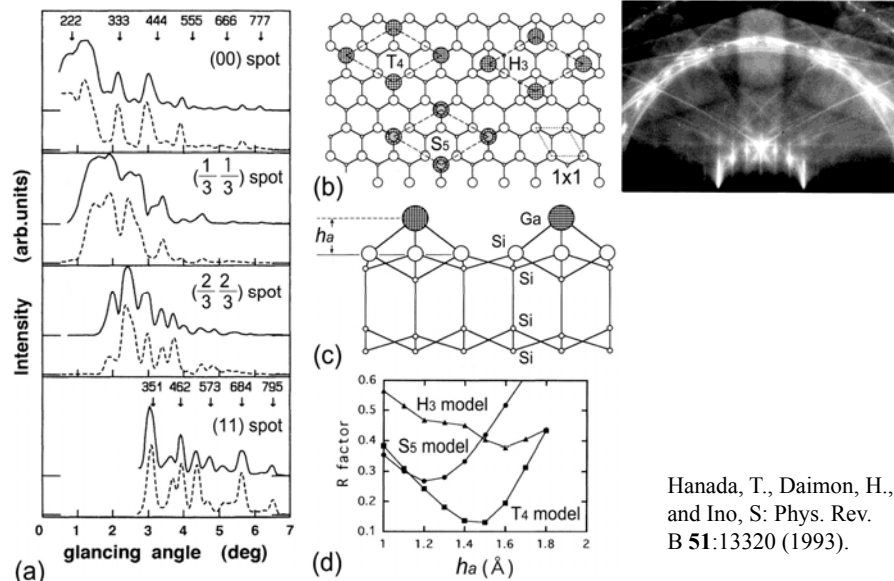 222 333 444 555 666 777
(00) spot
(1/3 1/3) spot
(2/3 2/3) spot
351 462 573 684 795
(11) spot
Intensity (arb.units)
0 1 2 3 4 5 6 7
glancing angle (deg)
(a)
T4
H3
S5
1x1
(b)
ha
Ga
Si
Si
Si
Si
(c)
0.6
0.5
0.4
0.3
0.2
0.1
R factor
H3 model
S5 model
T4 model
1 1.2 1.4 1.6 1.8 2
ha (Å)
(d)
Hanada, T., Daimon, H.,
and Ino, S: Phys. Rev.
B 51:13320 (1993).